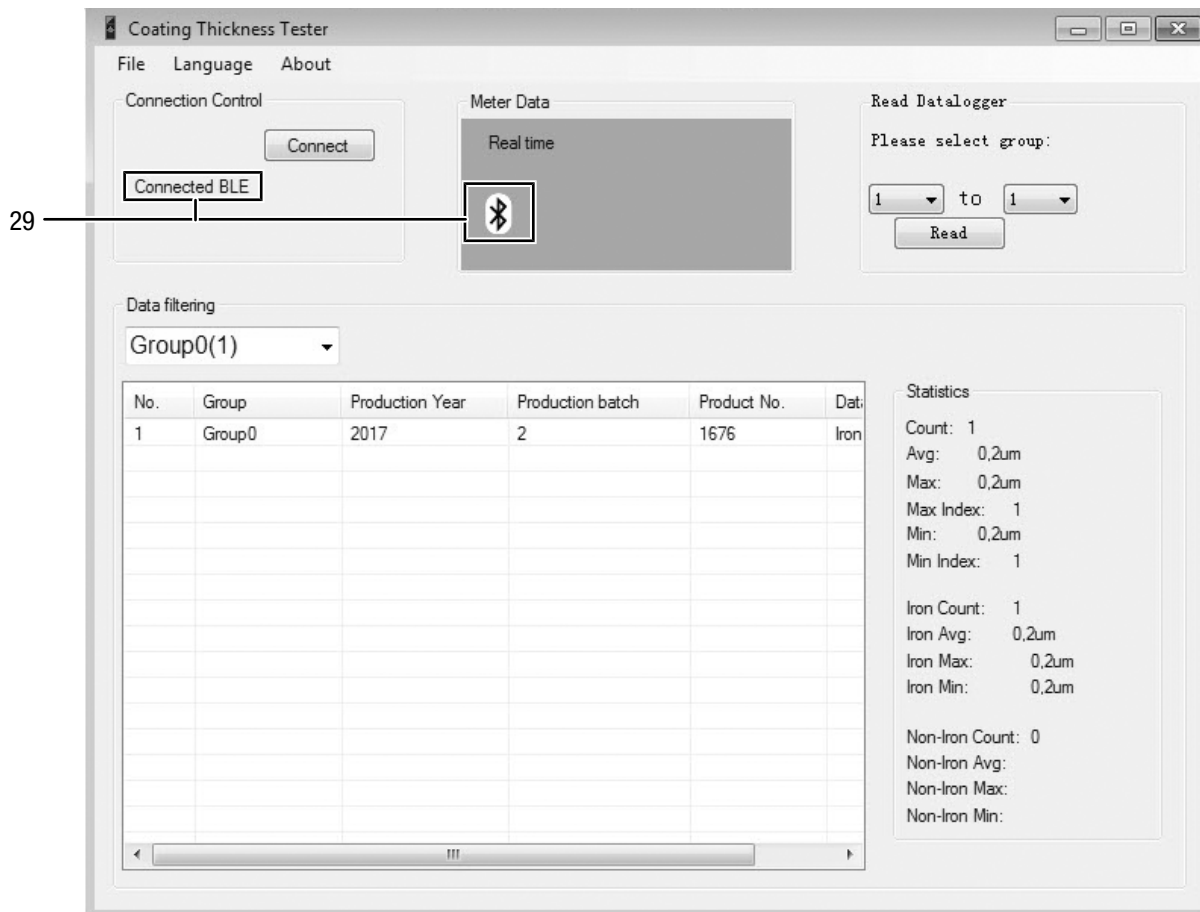 Coating Thickness Tester
File Language About
Connection Control
Connect
Connected BLE
29
Meter Data
Real time
Read Datalogger
Please select group:
1 to 1
Read
Data filtering
Group0(1)
No. Group Production Year Production batch Product No. Dat
1 Group0 2017 2 1676 Iron
Statistics
Count: 1
Avg: 0,2um
Max: 0,2um
Max Index: 1
Min: 0,2um
Min Index: 1
Iron Count: 1
Iron Avg: 0,2um
Iron Max: 0,2um
Iron Min: 0,2um
Non-Iron Count: 0
Non-Iron Avg:
Non-Iron Max:
Non-Iron Min: